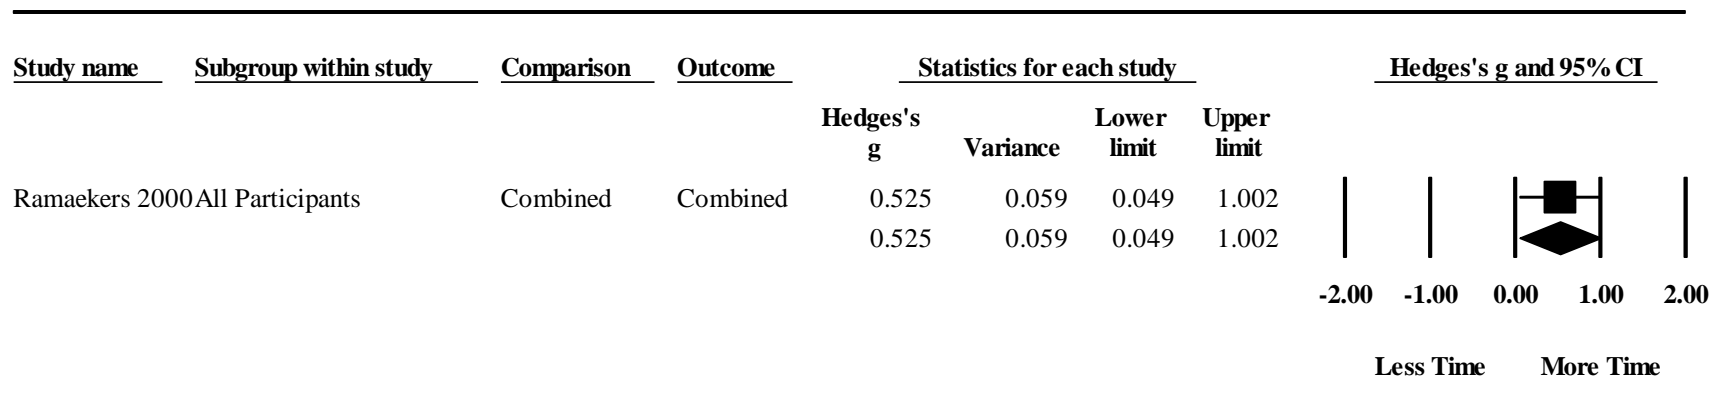 Study name Subgroup within study Comparison Outcome Statistics for each study Hedges's g and 95% CI
Hedges's g Variance Lower limit Upper limit
Ramaekers 2000 All Participants Combined Combined 0.525 0.059 0.049 1.002
0.525 0.059 0.049 1.002
-2.00 -1.00 0.00 1.00 2.00
Less Time More Time